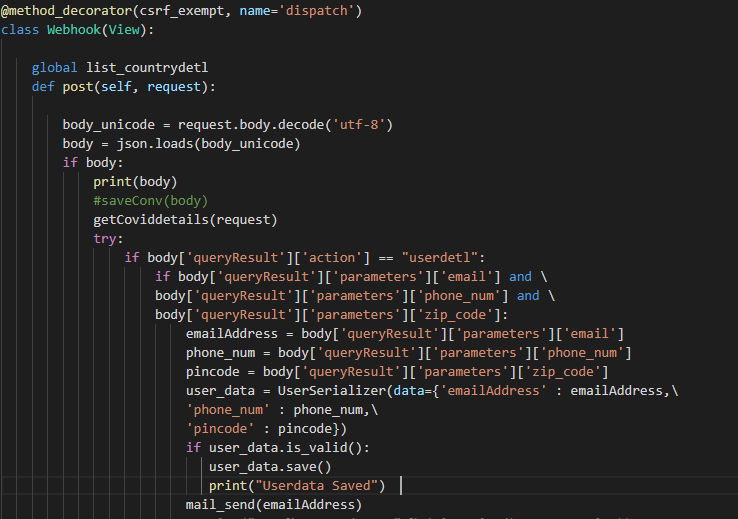 @method_decorator(csrf_exempt, name='dispatch')
class Webhook(View):
global list_countrydetl
def post(self, request):
body_unicode = request.body.decode('utf-8')
body = json.loads(body_unicode)
if body:
print(body)
#saveConv(body)
getCoviddetails(request)
try:
if body['queryResult']['action'] == "userdetl":
if body['queryResult']['parameters']['email'] and \
body['queryResult']['parameters']['phone_num'] and \
body['queryResult']['parameters']['zip_code']:
emailAddress = body['queryResult']['parameters']['email']
phone_num = body['queryResult']['parameters']['phone_num']
pincode = body['queryResult']['parameters']['zip_code']
user_data = UserSerializer(data={'emailAddress' : emailAddress,\
'phone_num' : phone_num,\
'pincode' : pincode})
if user_data.is_valid():
user_data.save()
print("Userdata Saved")
mail_send(emailAddress)